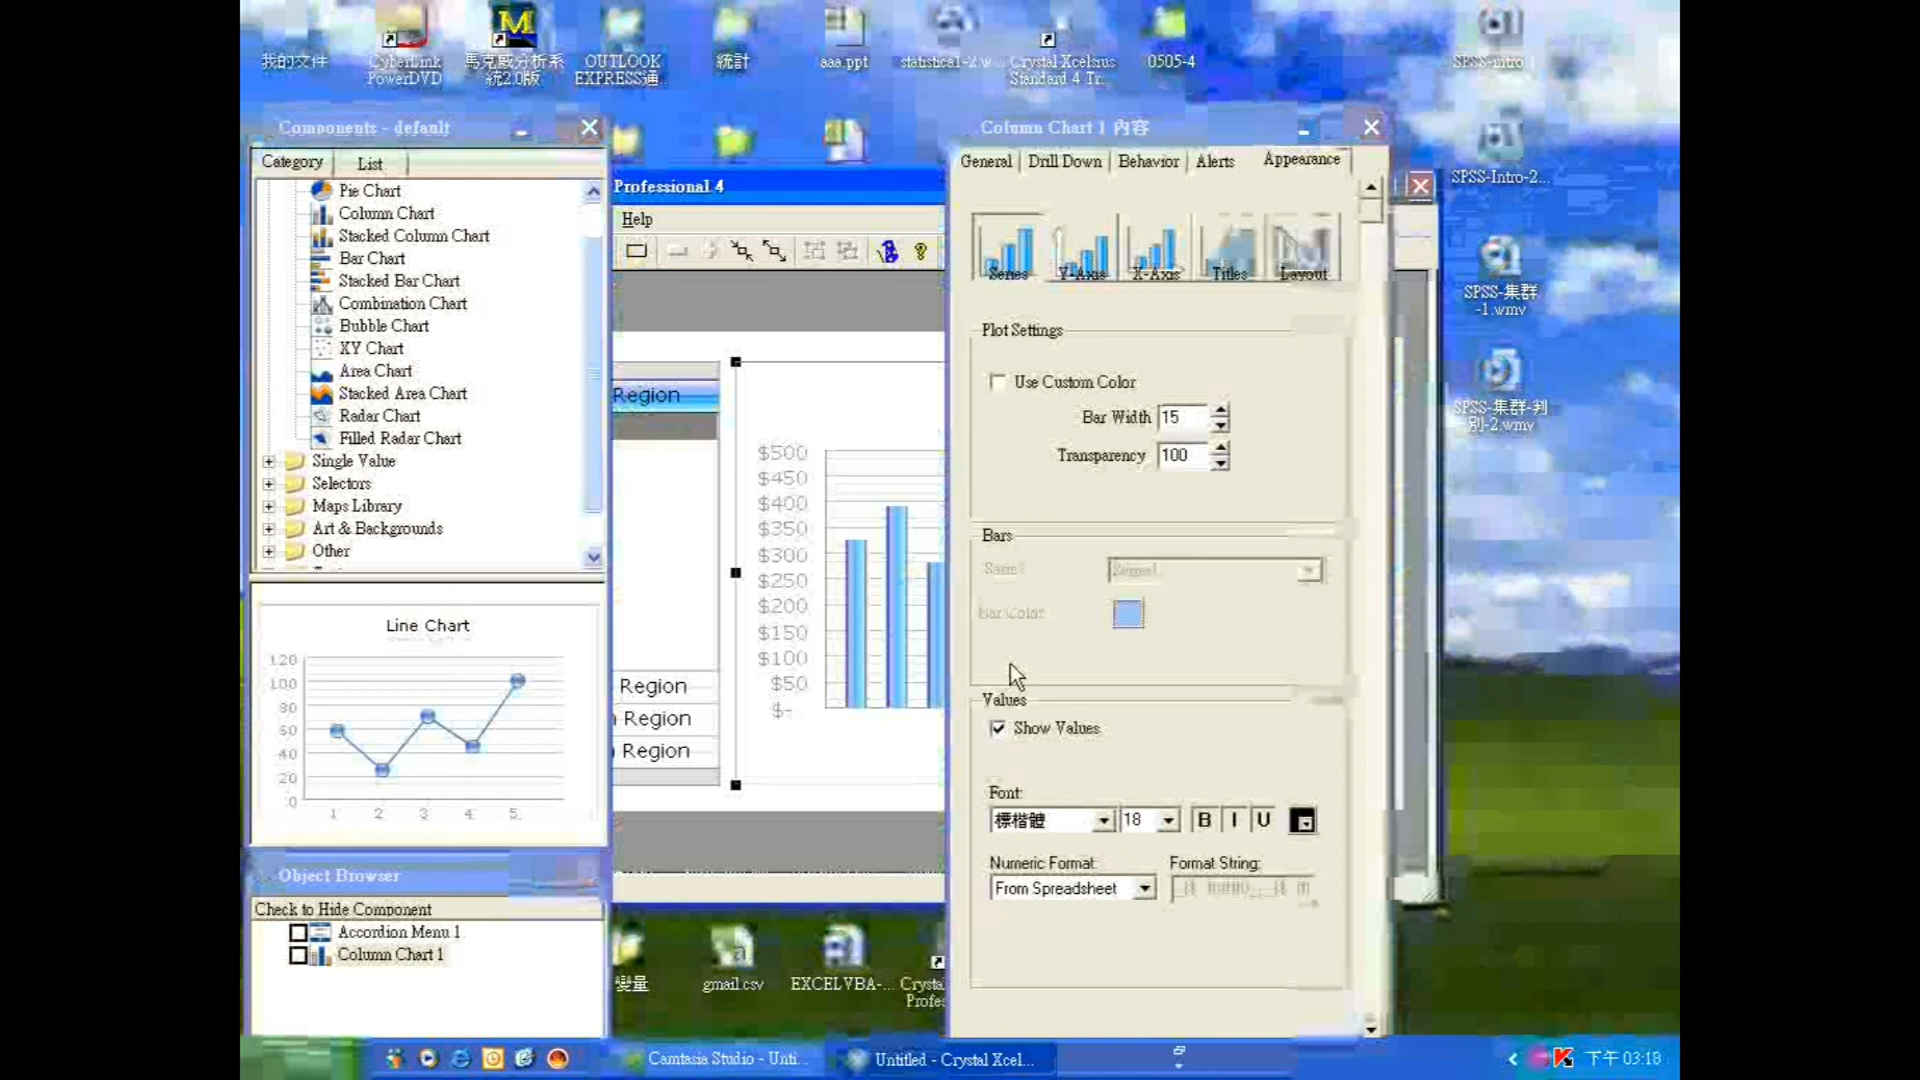 我的文件
CyberLink
PowerDVD
馬克威分析系
統2.0版
OUTLOOK
EXPRESS通...
統計
aaa.ppt
statistical-2.w...
Crystal Xcelsius
Standard 4 Tr...
0505-4
SPSS-intro
SPSS-Intro-2...
SPSS-集群
-1.wmv
SPSS-集群-判
別-2.wmv
Components - default
Category
List
Pie Chart
Column Chart
Stacked Column Chart
Bar Chart
Stacked Bar Chart
Combination Chart
Bubble Chart
XY Chart
Area Chart
Stacked Area Chart
Radar Chart
Filled Radar Chart
Single Value
Selectors
Maps Library
Art & Backgrounds
Other
Line Chart
120
100
80
60
40
20
0
1 2 3 4 5
Object Browser
Check to Hide Component
Accordion Menu 1
Column Chart 1
Professional 4
Help
Region
Region
Region
Region
$500
$450
$400
$350
$300
$250
$200
$150
$100
$50
$-
Column Chart 1 內容
General
Drill Down
Behavior
Alerts
Appearance
Series
Y-Axis
X-Axis
Titles
Layout
Plot Settings
Use Custom Color
Bar Width 15
Transparency 100
Bars
Bar Color
Values
Show Values
Font:
標楷體
18
B I U
Numeric Format:
Format String:
From Spreadsheet
變量
gmail.csv
EXCELVBA-...
Crysta
Profes
Camtasia Studio - Unti...
Untitled - Crystal Xcel...
下午 03:18